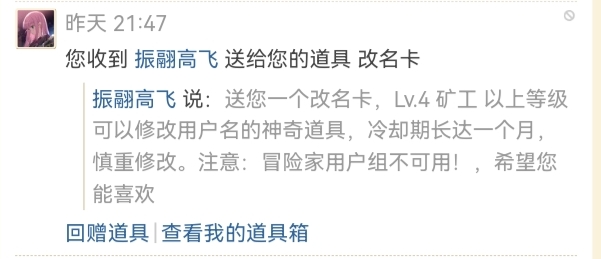 昨天 21:47
您收到 振翮高飞 送给您的道具 改名卡
振翮高飞 说：送您一个改名卡，Lv.4 矿工 以上等级
可以修改用户名的神奇道具，冷却期长达一个月，
慎重修改。注意：冒险家用户组不可用！，希望您
能喜欢
回赠道具|查看我的道具箱